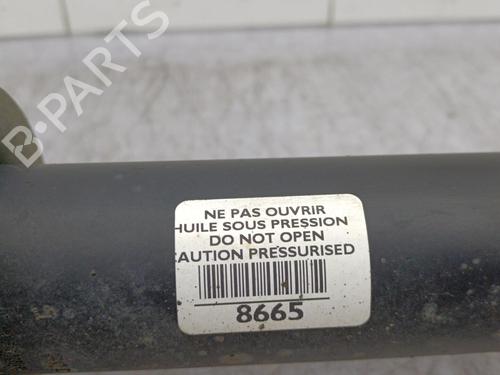 B-PARTS
NE PAS OUVRIR
HUILE SOUS PRESSION
DO NOT OPEN
CAUTION PRESSURISED
8665